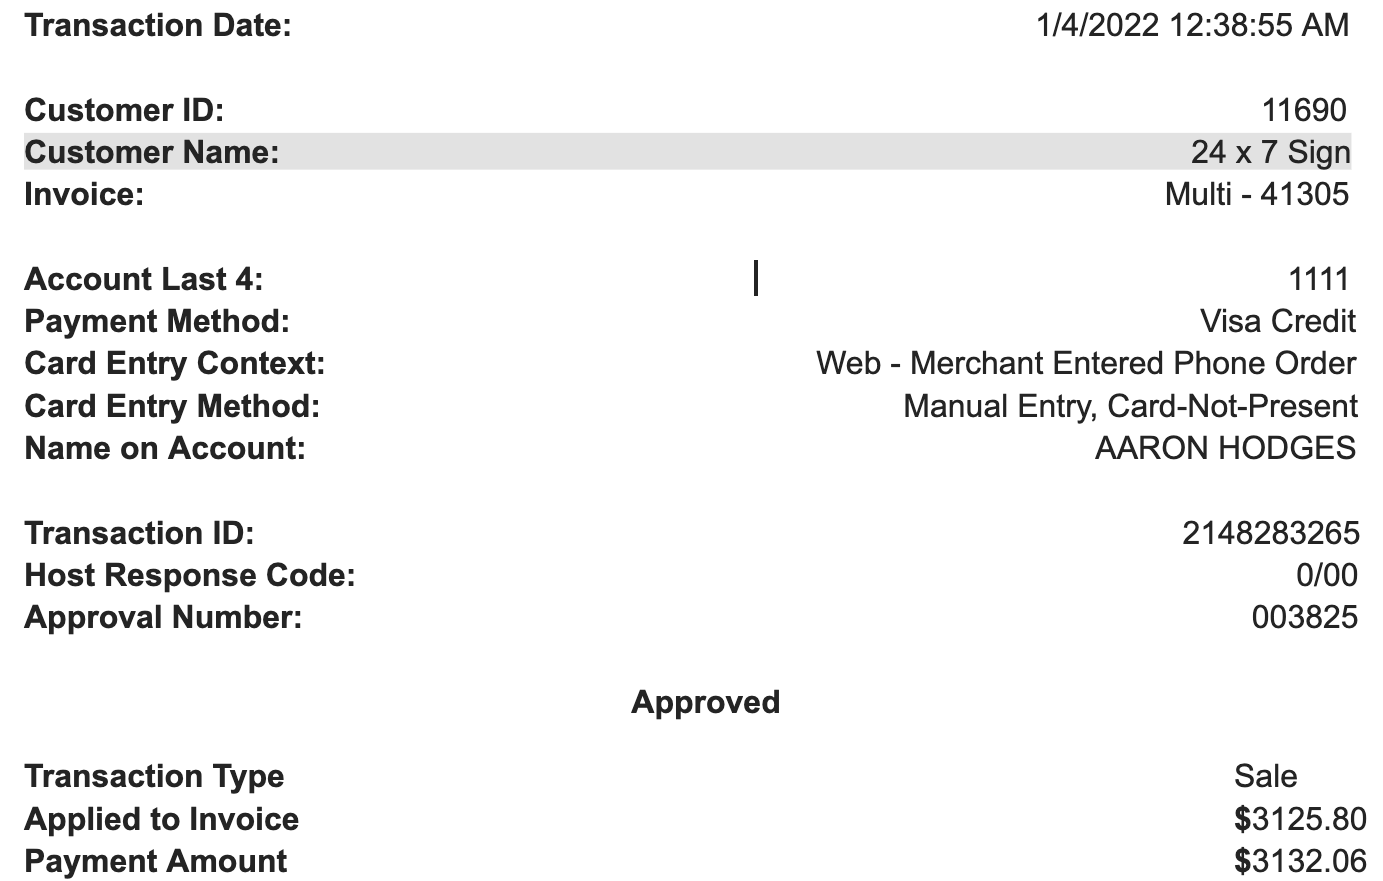 Transaction Date: 1/4/2022 12:38:55 AM
Customer ID: 11690
Customer Name: 24 x 7 Sign
Invoice: Multi - 41305
Account Last 4: 1111
Payment Method: Visa Credit
Card Entry Context: Web - Merchant Entered Phone Order
Card Entry Method: Manual Entry, Card-Not-Present
Name on Account: AARON HODGES
Transaction ID: 2148283265
Host Response Code: 0/00
Approval Number: 003825
Approved
Transaction Type Sale
Applied to Invoice $3125.80
Payment Amount $3132.06